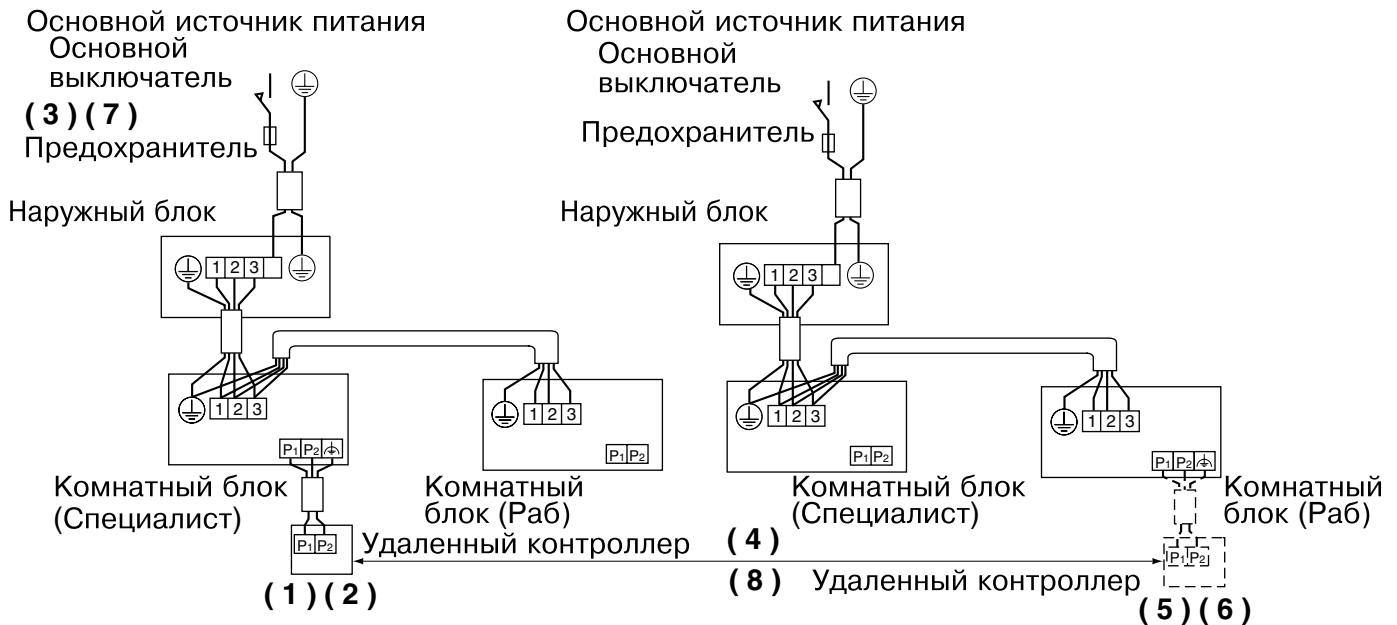 Основной источник питания
Основной
выключатель
( 3 ) ( 7 )
Предохранитель
Наружный блок
1 2 3
1 2 3
P1 P2
Комнатный блок
(Специалист)
P1 P2
( 1 ) ( 2 )
1 2 3
P1 P2
Комнатный
блок (Раб)
Удаленный контроллер
( 4 )
( 8 )
Основной источник питания
Основной
выключатель
Предохранитель
Наружный блок
1 2 3
1 2 3
P1 P2
Комнатный блок
(Специалист)
1 2 3
P1 P2
Комнатный
блок (Раб)
P1 P2
Удаленный контроллер
( 5 ) ( 6 )